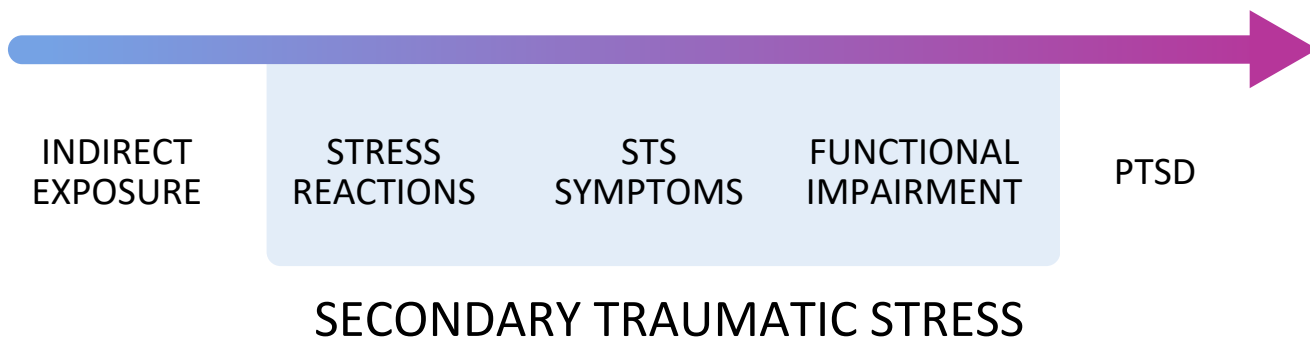 INDIRECT
EXPOSURE
STRESS
REACTIONS
STS
SYMPTOMS
FUNCTIONAL
IMPAIRMENT
PTSD
SECONDARY TRAUMATIC STRESS